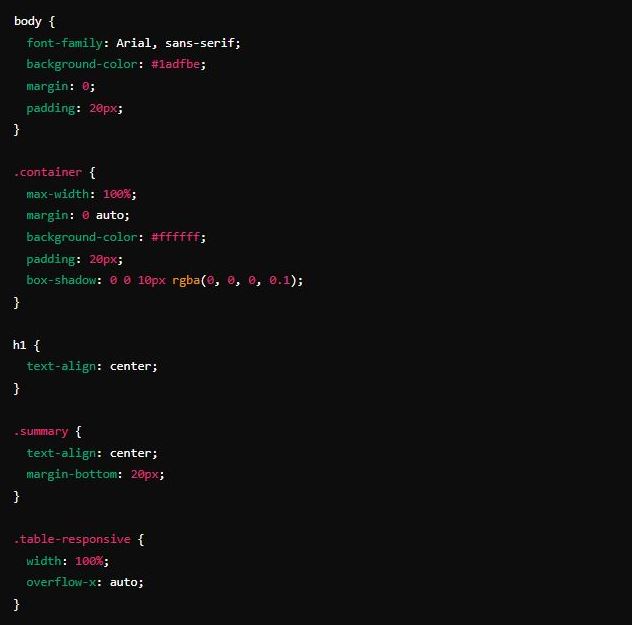 body {
  font-family: Arial, sans-serif;
  background-color: #1adfbe;
  margin: 0;
  padding: 20px;
}

.container {
  max-width: 100%;
  margin: 0 auto;
  background-color: #ffffff;
  padding: 20px;
  box-shadow: 0 0 10px rgba(0, 0, 0, 0.1);
}

h1 {
  text-align: center;
}

.summary {
  text-align: center;
  margin-bottom: 20px;
}

.table-responsive {
  width: 100%;
  overflow-x: auto;
}